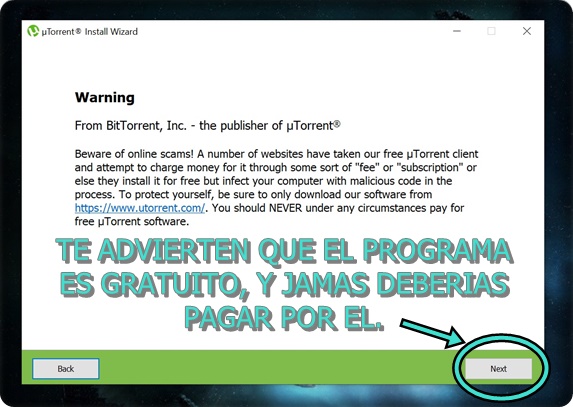 µTorrent® Install Wizard
Warning
From BitTorrent, Inc. - the publisher of µTorrent®
Beware of online scams! A number of websites have taken our free µTorrent client
and attempt to charge money for it through some sort of "fee" or "subscription" or
else they install it for free but infect your computer with malicious code in the
process. To protect yourself, be sure to only download our software from
https://www.utorrent.com/. You should NEVER under any circumstances pay for
free µTorrent software.
TE ADVIERTEN QUE EL PROGRAMA
ES GRATUITO, Y JAMAS DEBERIAS
PAGAR POR EL.
Back
Next